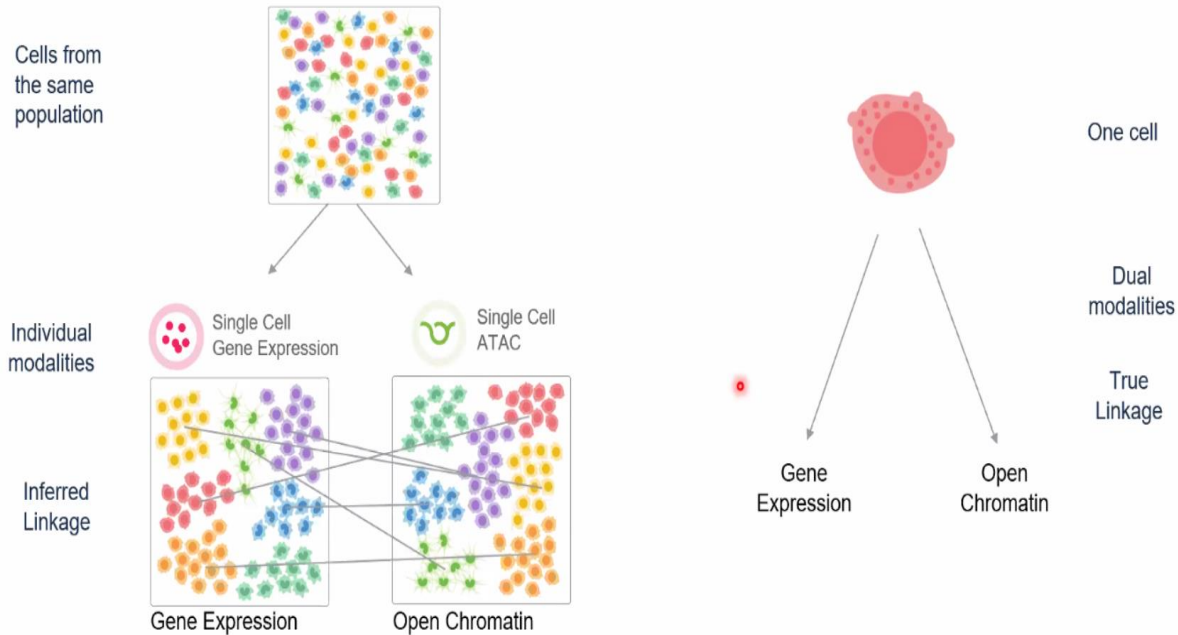 Cells from
the same
population
Individual
modalities
Single Cell
Gene Expression
Single Cell
ATAC
Inferred
Linkage
Gene Expression
Open Chromatin
One cell
Dual
modalities
True
Linkage
Gene
Expression
Open
Chromatin